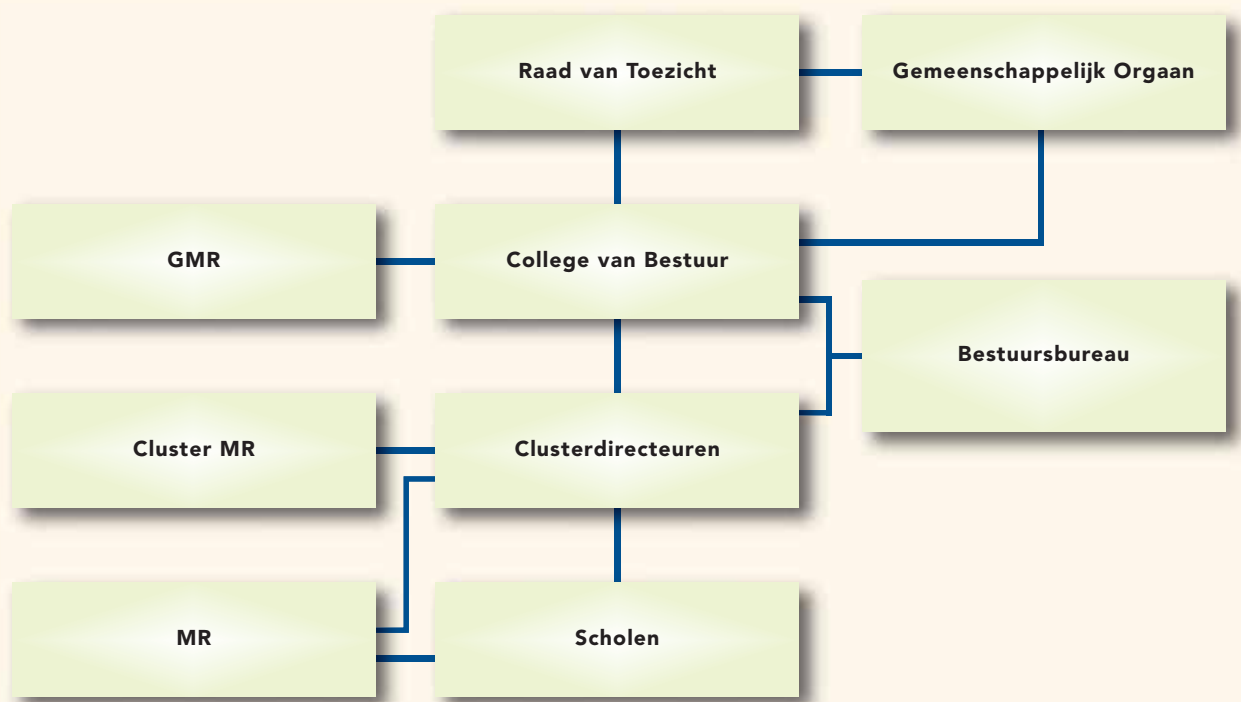 Raad van Toezicht
Gemeenschappelijk Orgaan
GMR
College van Bestuur
Bestuursbureau
Cluster MR
Clusterdirecteuren
MR
Scholen